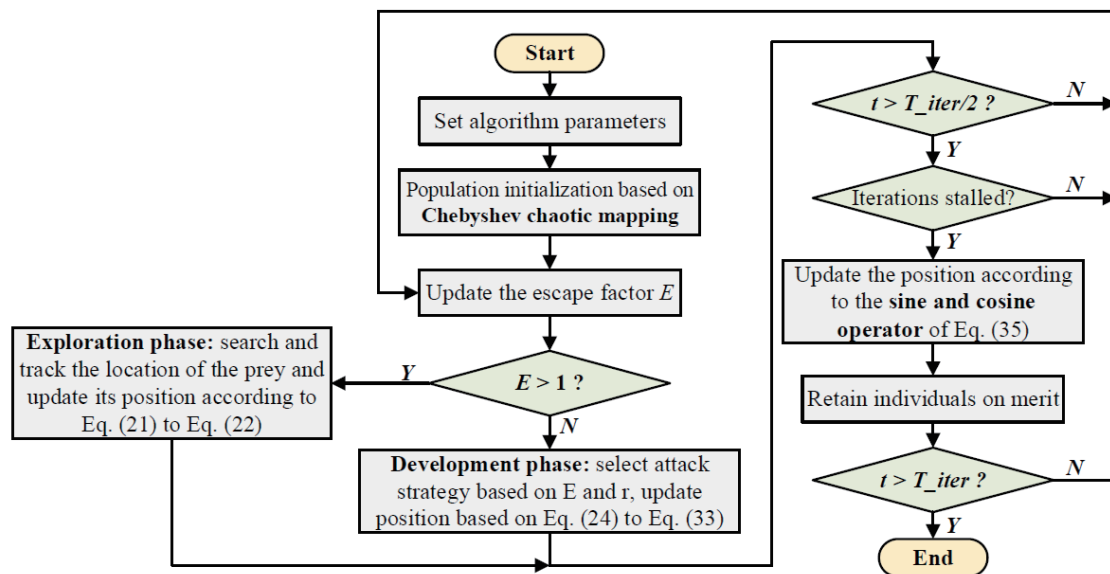 Start
Set algorithm parameters
Population initialization based on
Chebyshev chaotic mapping
Update the escape factor E
E > 1 ?
Y
N
Exploration phase: search and
track the location of the prey and
update its position according to
Eq. (21) to Eq. (22)
Development phase: select attack
strategy based on E and r, update
position based on Eq. (24) to Eq. (33)
t > T_iter/2 ?
N
Y
Iterations stalled?
N
Y
Update the position according
to the sine and cosine
operator of Eq. (35)
Retain individuals on merit
t > T_iter ?
N
Y
End